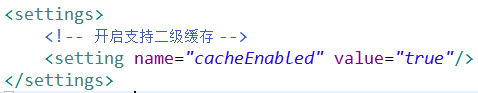 <settings>
<!-- 开启支持二级缓存 -->
<setting name="cacheEnabled" value="true"/>
</settings>